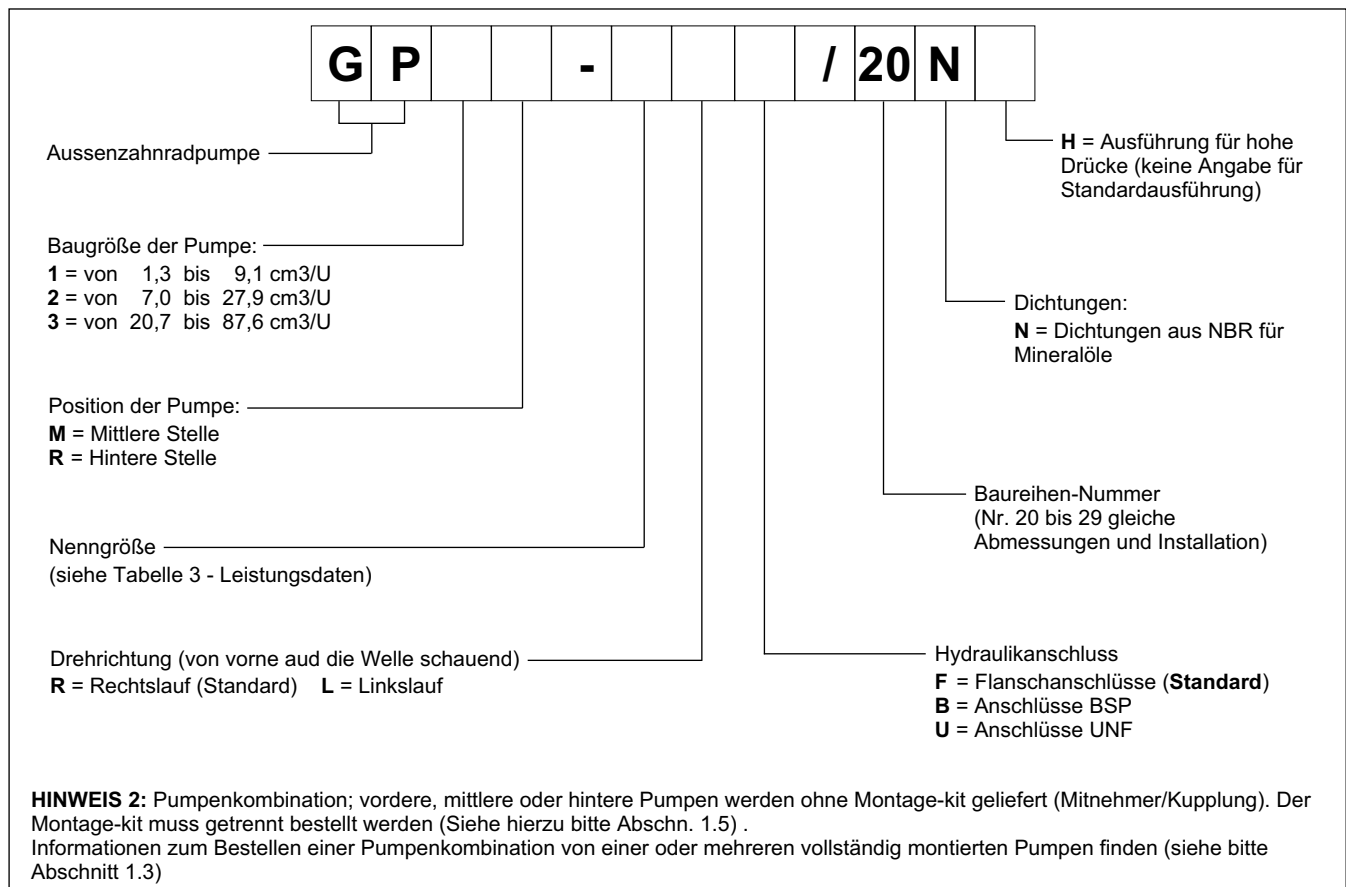 G P - / 20 N
Aussenzahnradpumpe
H = Ausführung für hohe
Drücke (keine Angabe für
Standardausführung)
Baugröße der Pumpe:
1 = von 1,3 bis 9,1 cm3/U
2 = von 7,0 bis 27,9 cm3/U
3 = von 20,7 bis 87,6 cm3/U
Dichtungen:
N = Dichtungen aus NBR für
Mineralöle
Position der Pumpe:
M = Mittlere Stelle
R = Hintere Stelle
Baureihen-Nummer
(Nr. 20 bis 29 gleiche
Abmessungen und Installation)
Nenngröße
(siehe Tabelle 3 - Leistungsdaten)
Drehrichtung (von vorne aud die Welle schauend)
R = Rechtslauf (Standard) L = Linkslauf
Hydraulikanschluss
F = Flanschanschlüsse (Standard)
B = Anschlüsse BSP
U = Anschlüsse UNF
HINWEIS 2: Pumpenkombination; vordere, mittlere oder hintere Pumpen werden ohne Montage-kit geliefert (Mitnehmer/Kupplung). Der
Montage-kit muss getrennt bestellt werden (Siehe hierzu bitte Abschn. 1.5) .
Informationen zum Bestellen einer Pumpenkombination von einer oder mehreren vollständig montierten Pumpen finden (siehe bitte
Abschnitt 1.3)